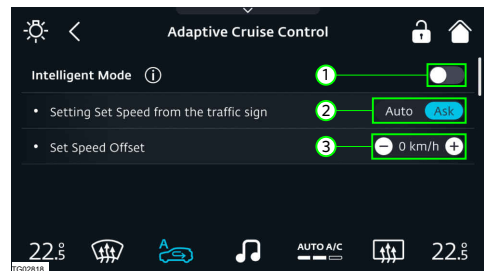 Adaptive Cruise Control
Intelligent Mode i 1
• Setting Set Speed from the traffic sign 2 Auto Ask
• Set Speed Offset 3 − 0 km/h +
22.5° A AUTO A/C 22.5°
TG02818